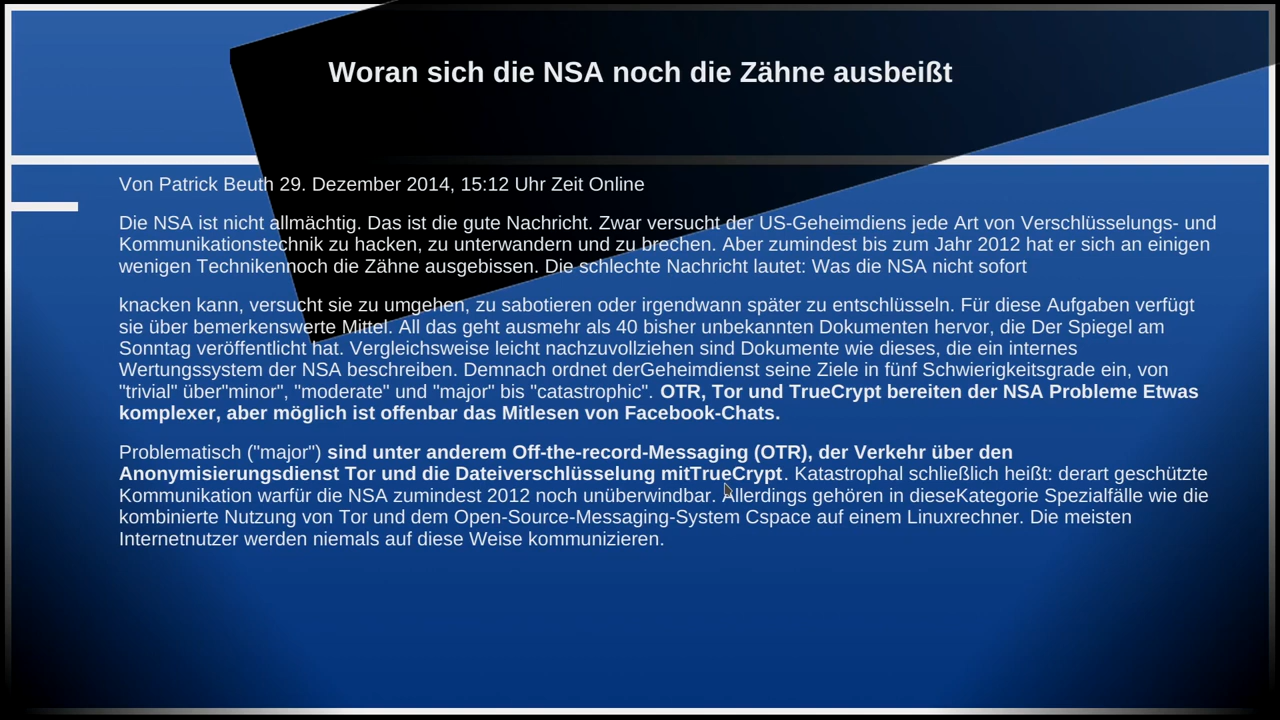 Woran sich die NSA noch die Zähne ausbeißt
Von Patrick Beuth 29. Dezember 2014, 15:12 Uhr Zeit Online
Die NSA ist nicht allmächtig. Das ist die gute Nachricht. Zwar versucht der US-Geheimdiens jede Art von Verschlüsselungs- und
Kommunikationstechnik zu hacken, zu unterwandern und zu brechen. Aber zumindest bis zum Jahr 2012 hat er sich an einigen
wenigen Technikennoch die Zähne ausgebissen. Die schlechte Nachricht lautet: Was die NSA nicht sofort
knacken kann, versucht sie zu umgehen, zu sabotieren oder irgendwann später zu entschlüsseln. Für diese Aufgaben verfügt
sie über bemerkenswerte Mittel. All das geht ausmehr als 40 bisher unbekannten Dokumenten hervor, die Der Spiegel am
Sonntag veröffentlicht hat. Vergleichsweise leicht nachzuvollziehen sind Dokumente wie dieses, die ein internes
Wertungssystem der NSA beschreiben. Demnach ordnet derGeheimdienst seine Ziele in fünf Schwierigkeitsgrade ein, von
"trivial" über"minor", "moderate" und "major" bis "catastrophic". OTR, Tor und TrueCrypt bereiten der NSA Probleme Etwas
komplexer, aber möglich ist offenbar das Mitlesen von Facebook-Chats.
Problematisch ("major") sind unter anderem Off-the-record-Messaging (OTR), der Verkehr über den
Anonymisierungsdienst Tor und die Dateiverschlüsselung mitTrueCrypt. Katastrophal schließlich heißt: derart geschützte
Kommunikation warfür die NSA zumindest 2012 noch unüberwindbar. Allerdings gehören in dieseKategorie Spezialfälle wie die
kombinierte Nutzung von Tor und dem Open-Source-Messaging-System Cspace auf einem Linuxrechner. Die meisten
Internetnutzer werden niemals auf diese Weise kommunizieren.